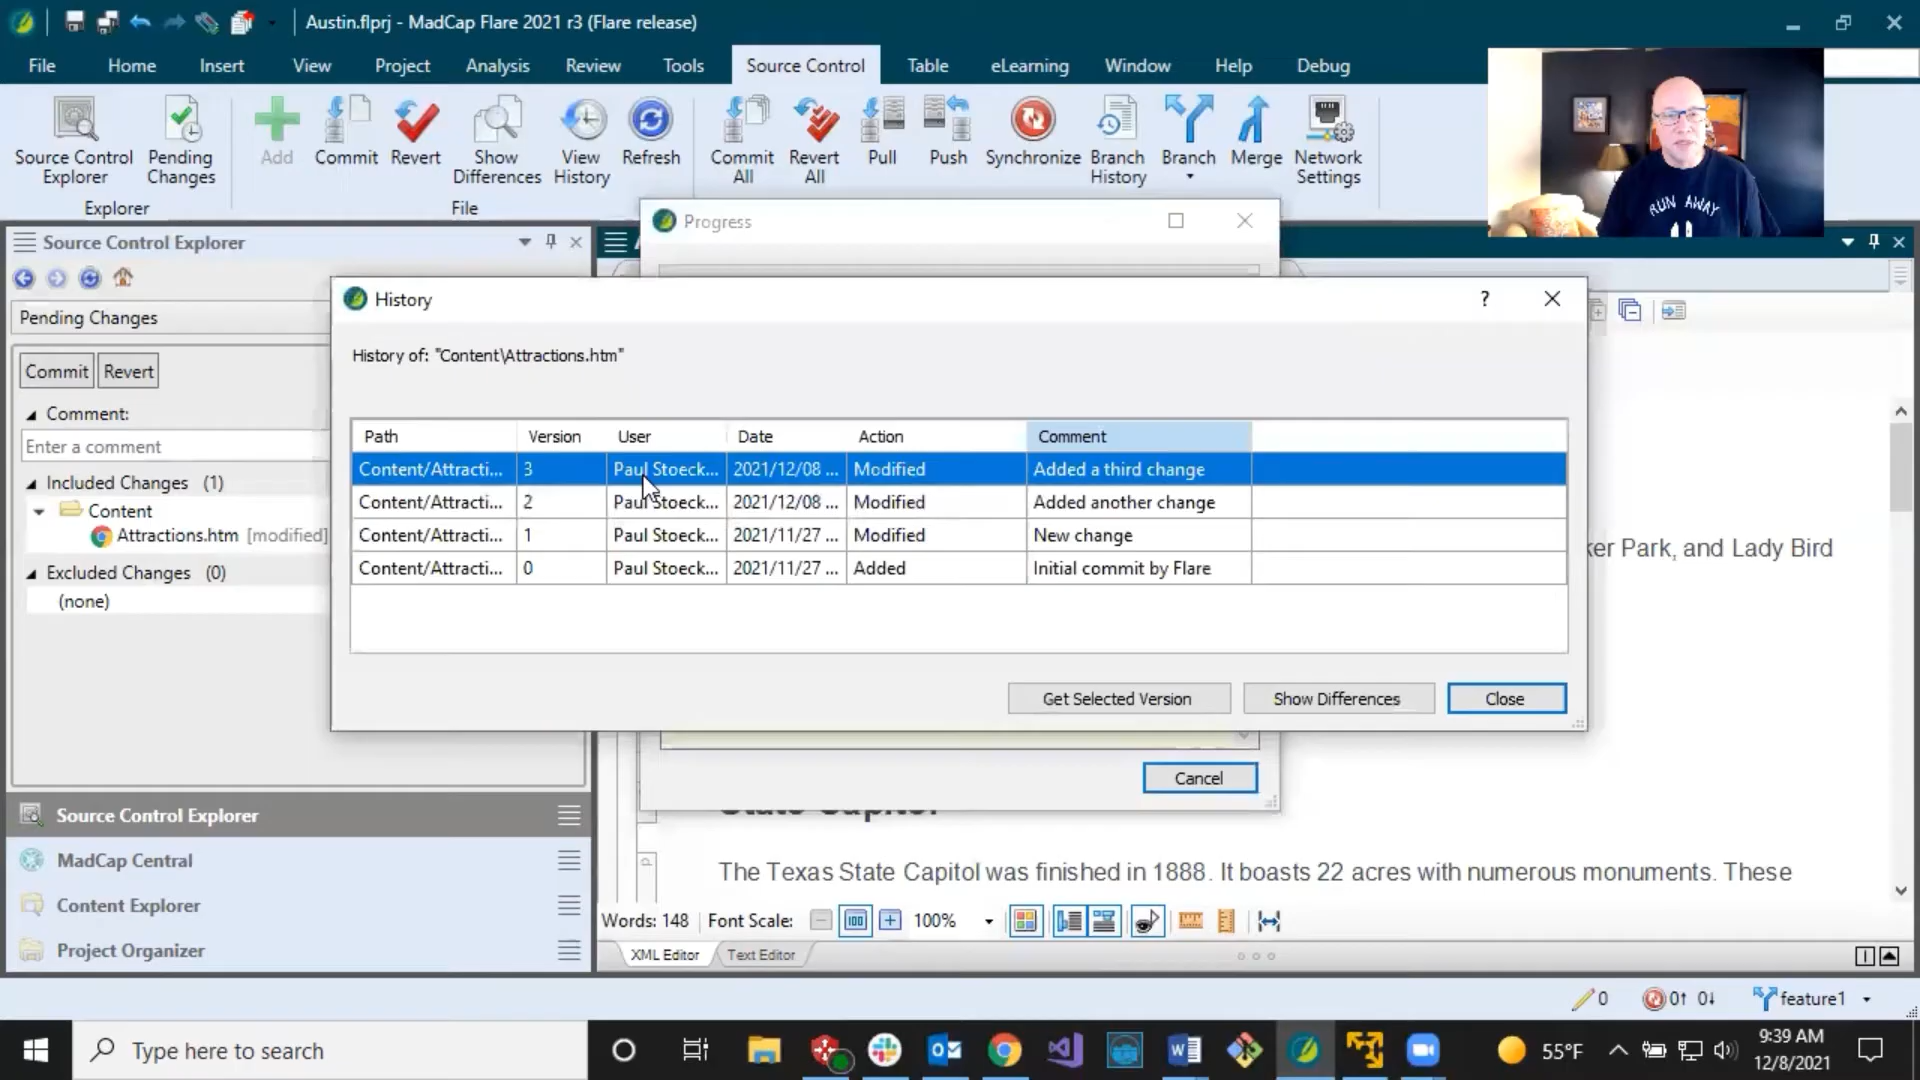 Austin.flprj - MadCap Flare 2021 r3 (Flare release)
File Home Insert View Project Analysis Review Tools Source Control Table eLearning Window Help Debug
Source Control Explorer
Pending Changes
Add
Commit
Revert
Show Differences
View History
Refresh
Commit All
Revert All
Pull
Push
Synchronize
Branch History
Branch
Merge
Network Settings
Explorer
File
RUN AWAY
Source Control Explorer
Progress
Pending Changes
Commit Revert
Comment:
Enter a comment
Included Changes (1)
Content
Attractions.htm [modified]
Excluded Changes (0)
(none)
History
?
History of: "Content\Attractions.htm"
Path Version User Date Action Comment
Content/Attracti... 3 Paul Stoeck... 2021/12/08 ... Modified Added a third change
Content/Attracti... 2 Paul Stoeck... 2021/12/08 ... Modified Added another change
Content/Attracti... 1 Paul Stoeck... 2021/11/27 ... Modified New change
Content/Attracti... 0 Paul Stoeck... 2021/11/27 ... Added Initial commit by Flare
Get Selected Version Show Differences Close
Cancel
Park, and Lady Bird
State Capitol
The Texas State Capitol was finished in 1888. It boasts 22 acres with numerous monuments. These
Source Control Explorer
MadCap Central
Content Explorer
Project Organizer
Words: 148 Font Scale: 100%
XML Editor Text Editor
0 0↑ 0↓ feature1
Type here to search
55°F
9:39 AM
12/8/2021